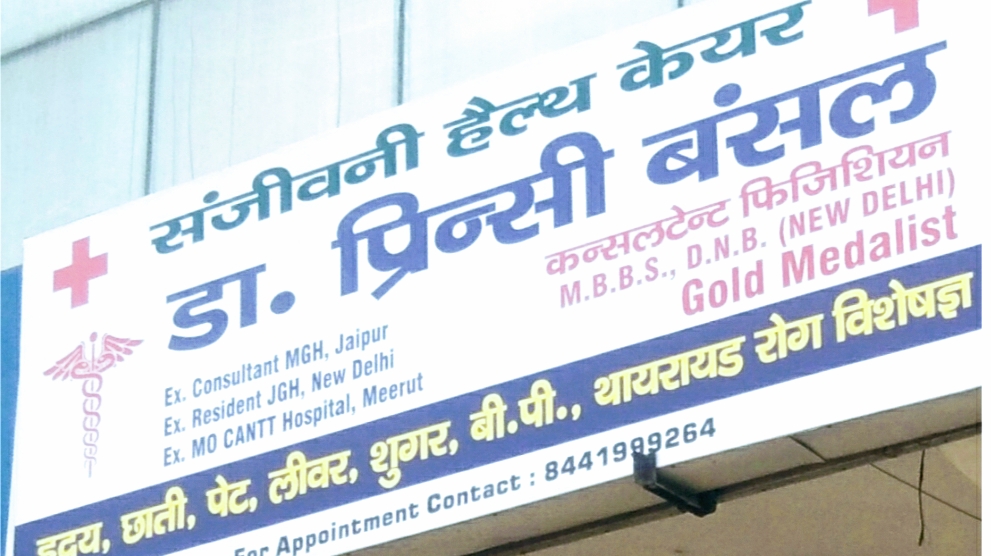 संजीवनी हैल्थ केयर
डा. प्रिन्सी बंसल
कन्सलटेन्ट फिजिशियन
M.B.B.S., D.N.B. (NEW DELHI)
Gold Medalist
Ex. Consultant MGH, Jaipur
Ex. Resident JGH, New Delhi
Ex. MO CANTT Hospital, Meerut
हृदय, छाती, पेट, लीवर, शुगर, बी.पी., थायरायड रोग विशेषज्ञ
For Appointment Contact : 8441989264